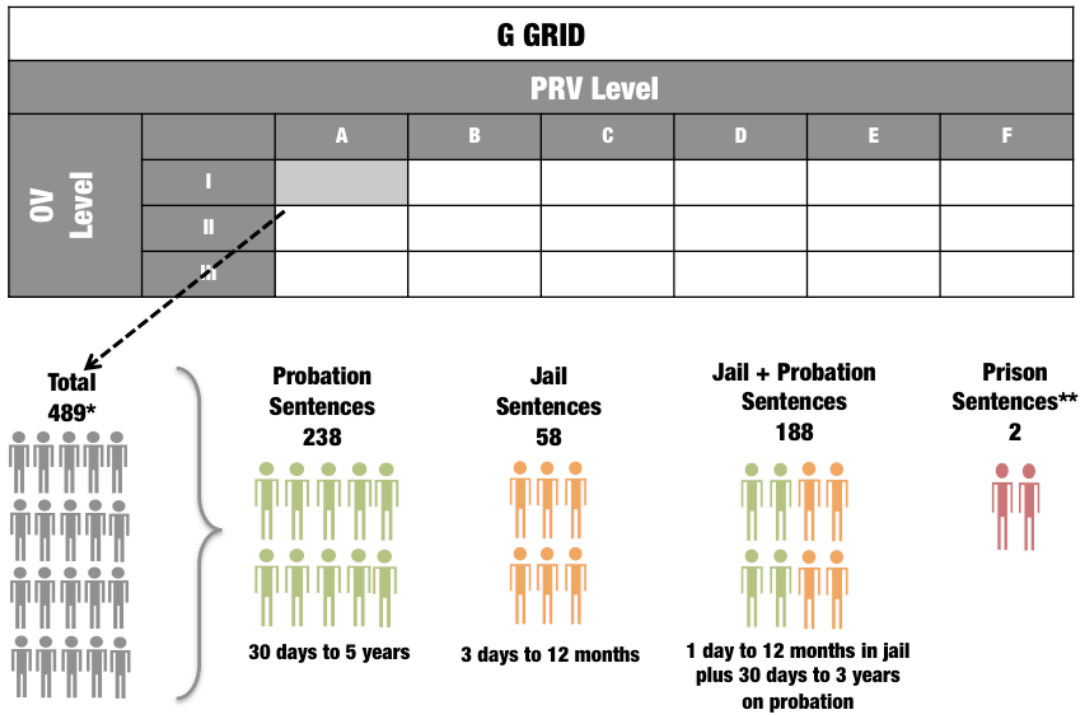 G GRID
PRV Level
OV
Level
A B C D E F
I
II
III
Total
489*
Probation
Sentences
238
30 days to 5 years
Jail
Sentences
58
3 days to 12 months
Jail + Probation
Sentences
188
1 day to 12 months in jail
plus 30 days to 3 years
on probation
Prison
Sentences**
2